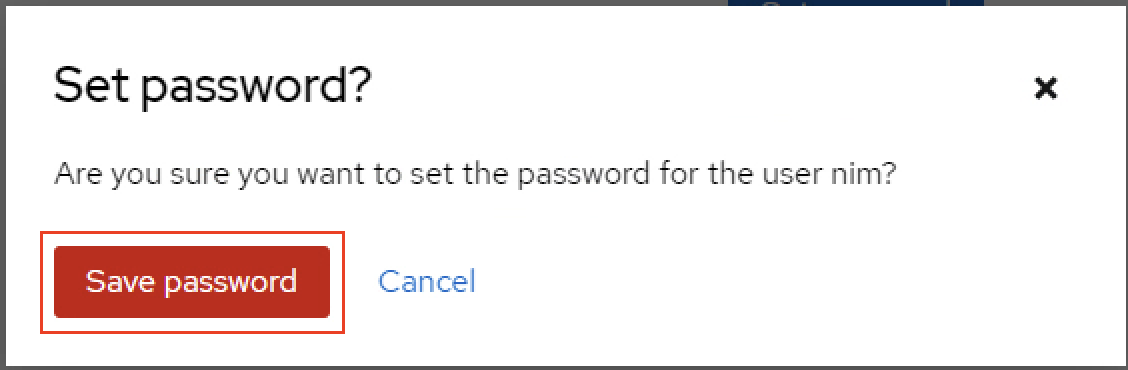 Set password?
Are you sure you want to set the password for the user nim?
Save password
Cancel